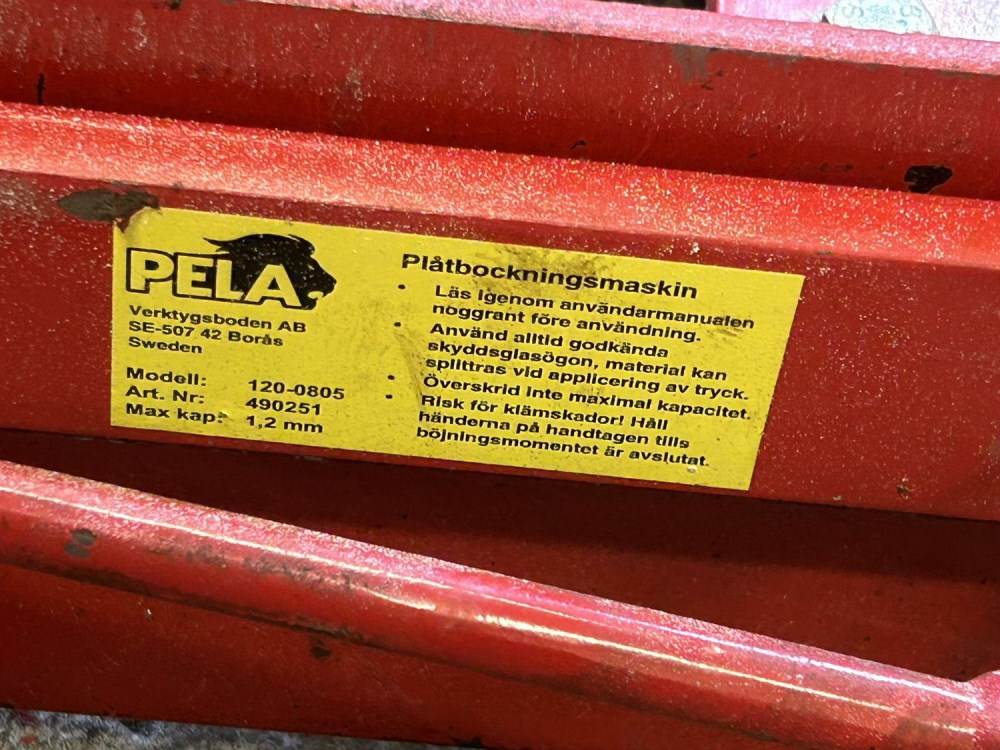 PELA
Verktygsboden AB
SE-507 42 Borås
Sweden
Modell: 120-0805
Art. Nr: 490251
Max kap: 1,2 mm
Plåtbockningsmaskin
• Läs igenom användarmanualen
noggrant före användning.
• Använd alltid godkända
skyddsglasögon, material kan
splittras vid applicering av tryck.
• Överskrid inte maximal kapacitet.
• Risk för klämskador! Håll
händerna på handtagen tills
böjningsmomentet är avslutat.